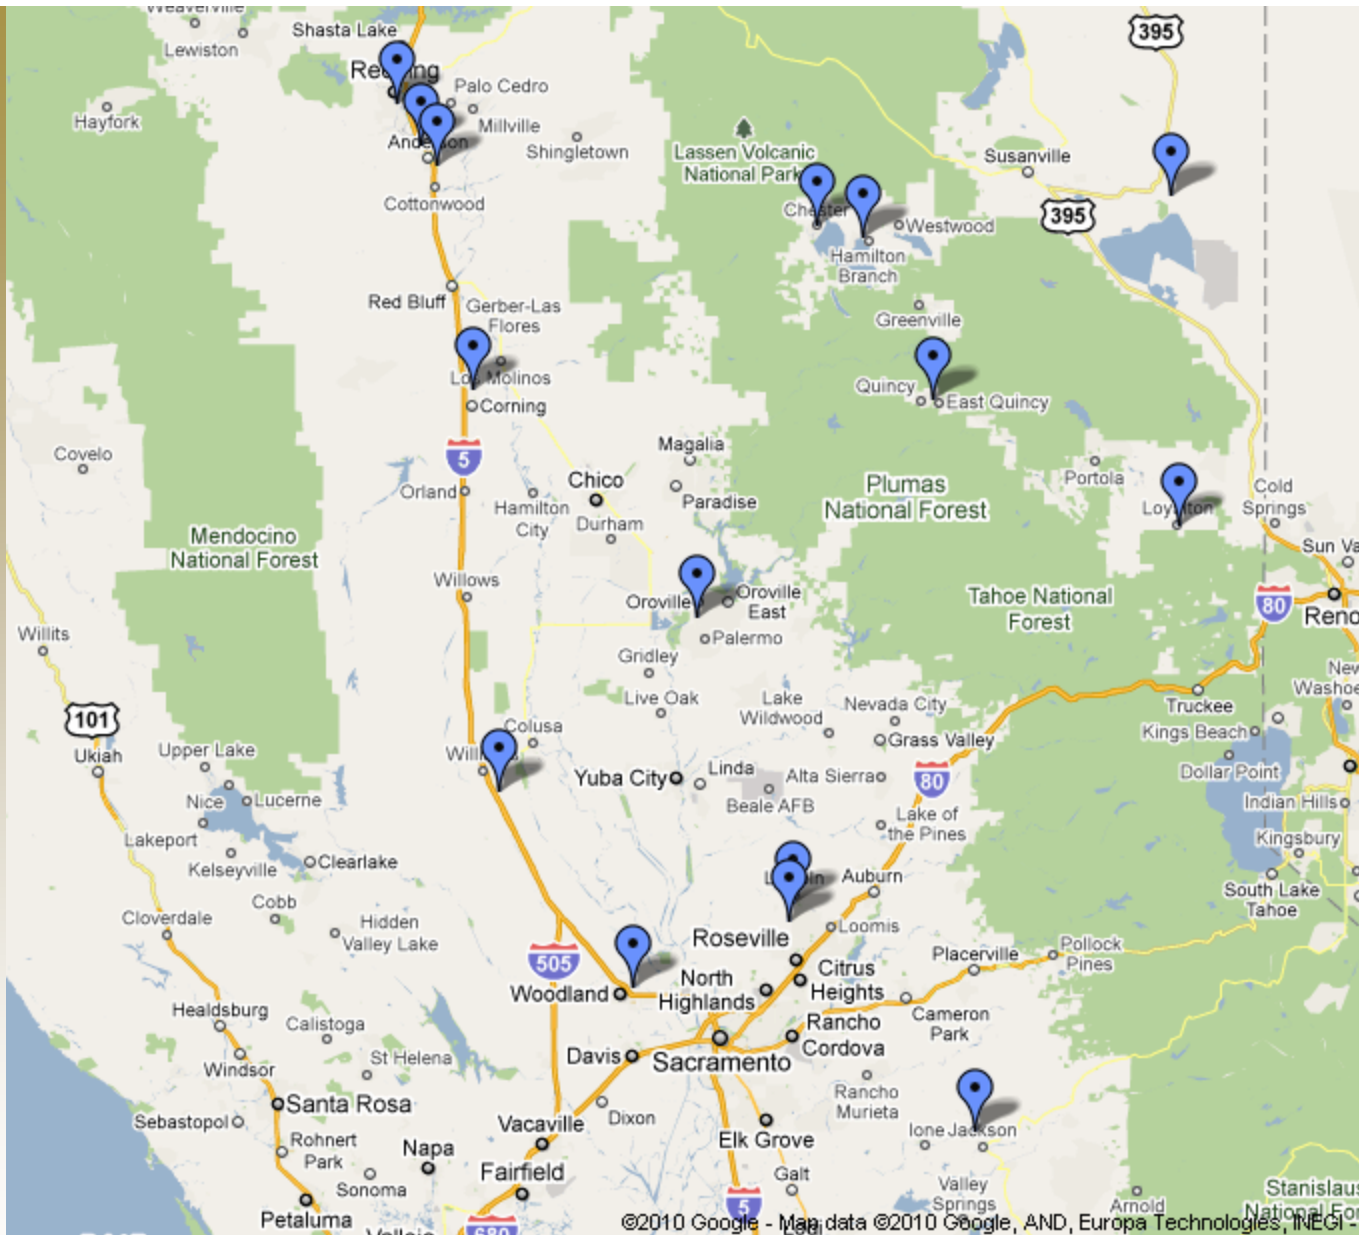 Weaverville
Lewiston
Shasta Lake
395
Palo Cedro
Millville
Hayfork
Shingletown
Lassen Volcanic
National Park
Susanville
Cottonwood
395
Chester
Westwood
Hamilton
Branch
Red Bluff
Gerber-Las
Flores
Greenville
Los Molinos
Corning
Quincy
East Quincy
5
Covelo
Magalia
Chico
Orland
Hamilton
City
Paradise
Durham
Plumas
National Forest
Portola
Loyalton
Cold
Springs
Mendocino
National Forest
Sun Va
Willows
Oroville
Oroville
East
Tahoe National
Forest
80
Reno
Willits
Palermo
Gridley
Live Oak
Lake
Wildwood
Nevada City
Truckee
Washoe
101
Ukiah
Upper Lake
Colusa
Grass Valley
Kings Beach
Yuba City
Linda
Alta Sierra
80
Dollar Point
Nice
Lucerne
Beale AFB
Indian Hills
Lakeport
Lake of
the Pines
Kingsbury
Kelseyville
Clearlake
Auburn
South Lake
Tahoe
Cobb
Cloverdale
Hidden
Valley Lake
Loomis
Roseville
505
Placerville
Pollock
Pines
Woodland
North
Highlands
Citrus
Heights
Healdsburg
Calistoga
Cameron
Park
Rancho
Cordova
Windsor
St Helena
Davis
Sacramento
Rancho
Murieta
Santa Rosa
Sebastopol
Dixon
Vacaville
Elk Grove
Ione
Jackson
Rohnert
Park
Napa
Fairfield
Galt
Sonoma
Valley
Springs
Arnold
Stanislaus
National For
Petaluma
5
680
©2010 Google - Map data ©2010 Google, AND, Europa Technologies, INEGI -